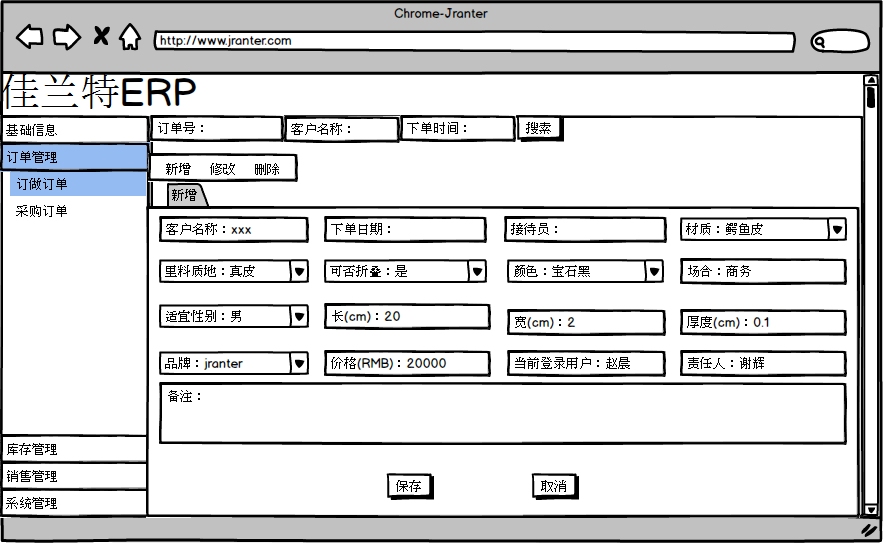 Chrome-Jranter
http://www.jranter.com
佳兰特ERP
基础信息
订单号： 客户名称： 下单时间： 搜索
订单管理
新增 修改 删除
订做订单
新增
采购订单
客户名称：xxx 下单日期： 接待员： 材质：鳄鱼皮
里料质地：真皮 可否折叠：是 颜色：宝石黑 场合：商务
适宜性别：男 长(cm)：20 宽(cm)：2 厚度(cm)：0.1
品牌：jranter 价格(RMB)：20000 当前登录用户：赵晨 责任人：谢辉
备注：
库存管理
销售管理
保存 取消
系统管理